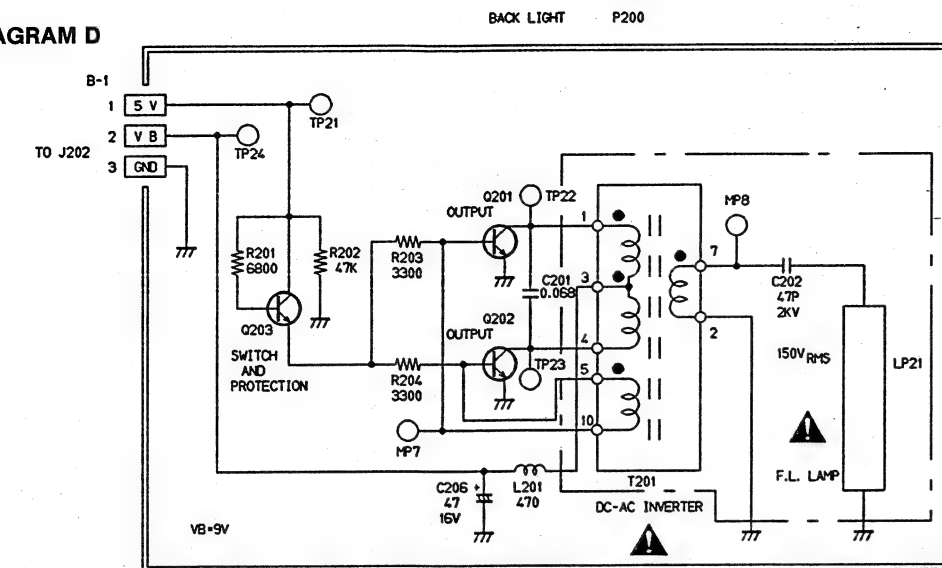 BACK LIGHT P200
AGRAM D
B-1
1 5 V
TP21
2 V B
TP24
TO J202
3 GND
Q201
OUTPUT
TP22
MP8
1
7
R201
6800
R202
47K
R203
3300
C201
0.068
3
C202
47P
2KV
Q203
Q202
OUTPUT
4
2
SWITCH
AND
PROTECTION
TP23
150V RMS
LP21
R204
3300
5
10
MP7
F.L. LAMP
C206 +
47
16V
L201
470
T201
DC-AC INVERTER
VB=9V